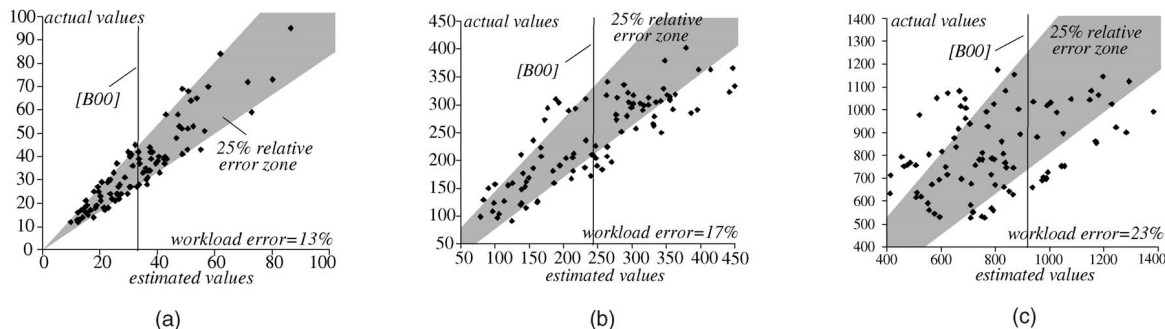 actual values
100
90
80
70
60
50
40
30
20
10
0
[B00]
25% relative
error zone
workload error=13%
0 20 40 60 80 100
estimated values
(a)
450
400
350
300
250
200
150
100
50
actual values
25% relative
error zone
[B00]
workload error=17%
50 100 150 200 250 300 350 400 450
estimated values
(b)
1400
1300
1200
1100
1000
900
800
700
600
500
400
actual values
25% relative
error zone
[B00]
workload error=23%
400 600 800 1000 1200 1400
estimated values
(c)